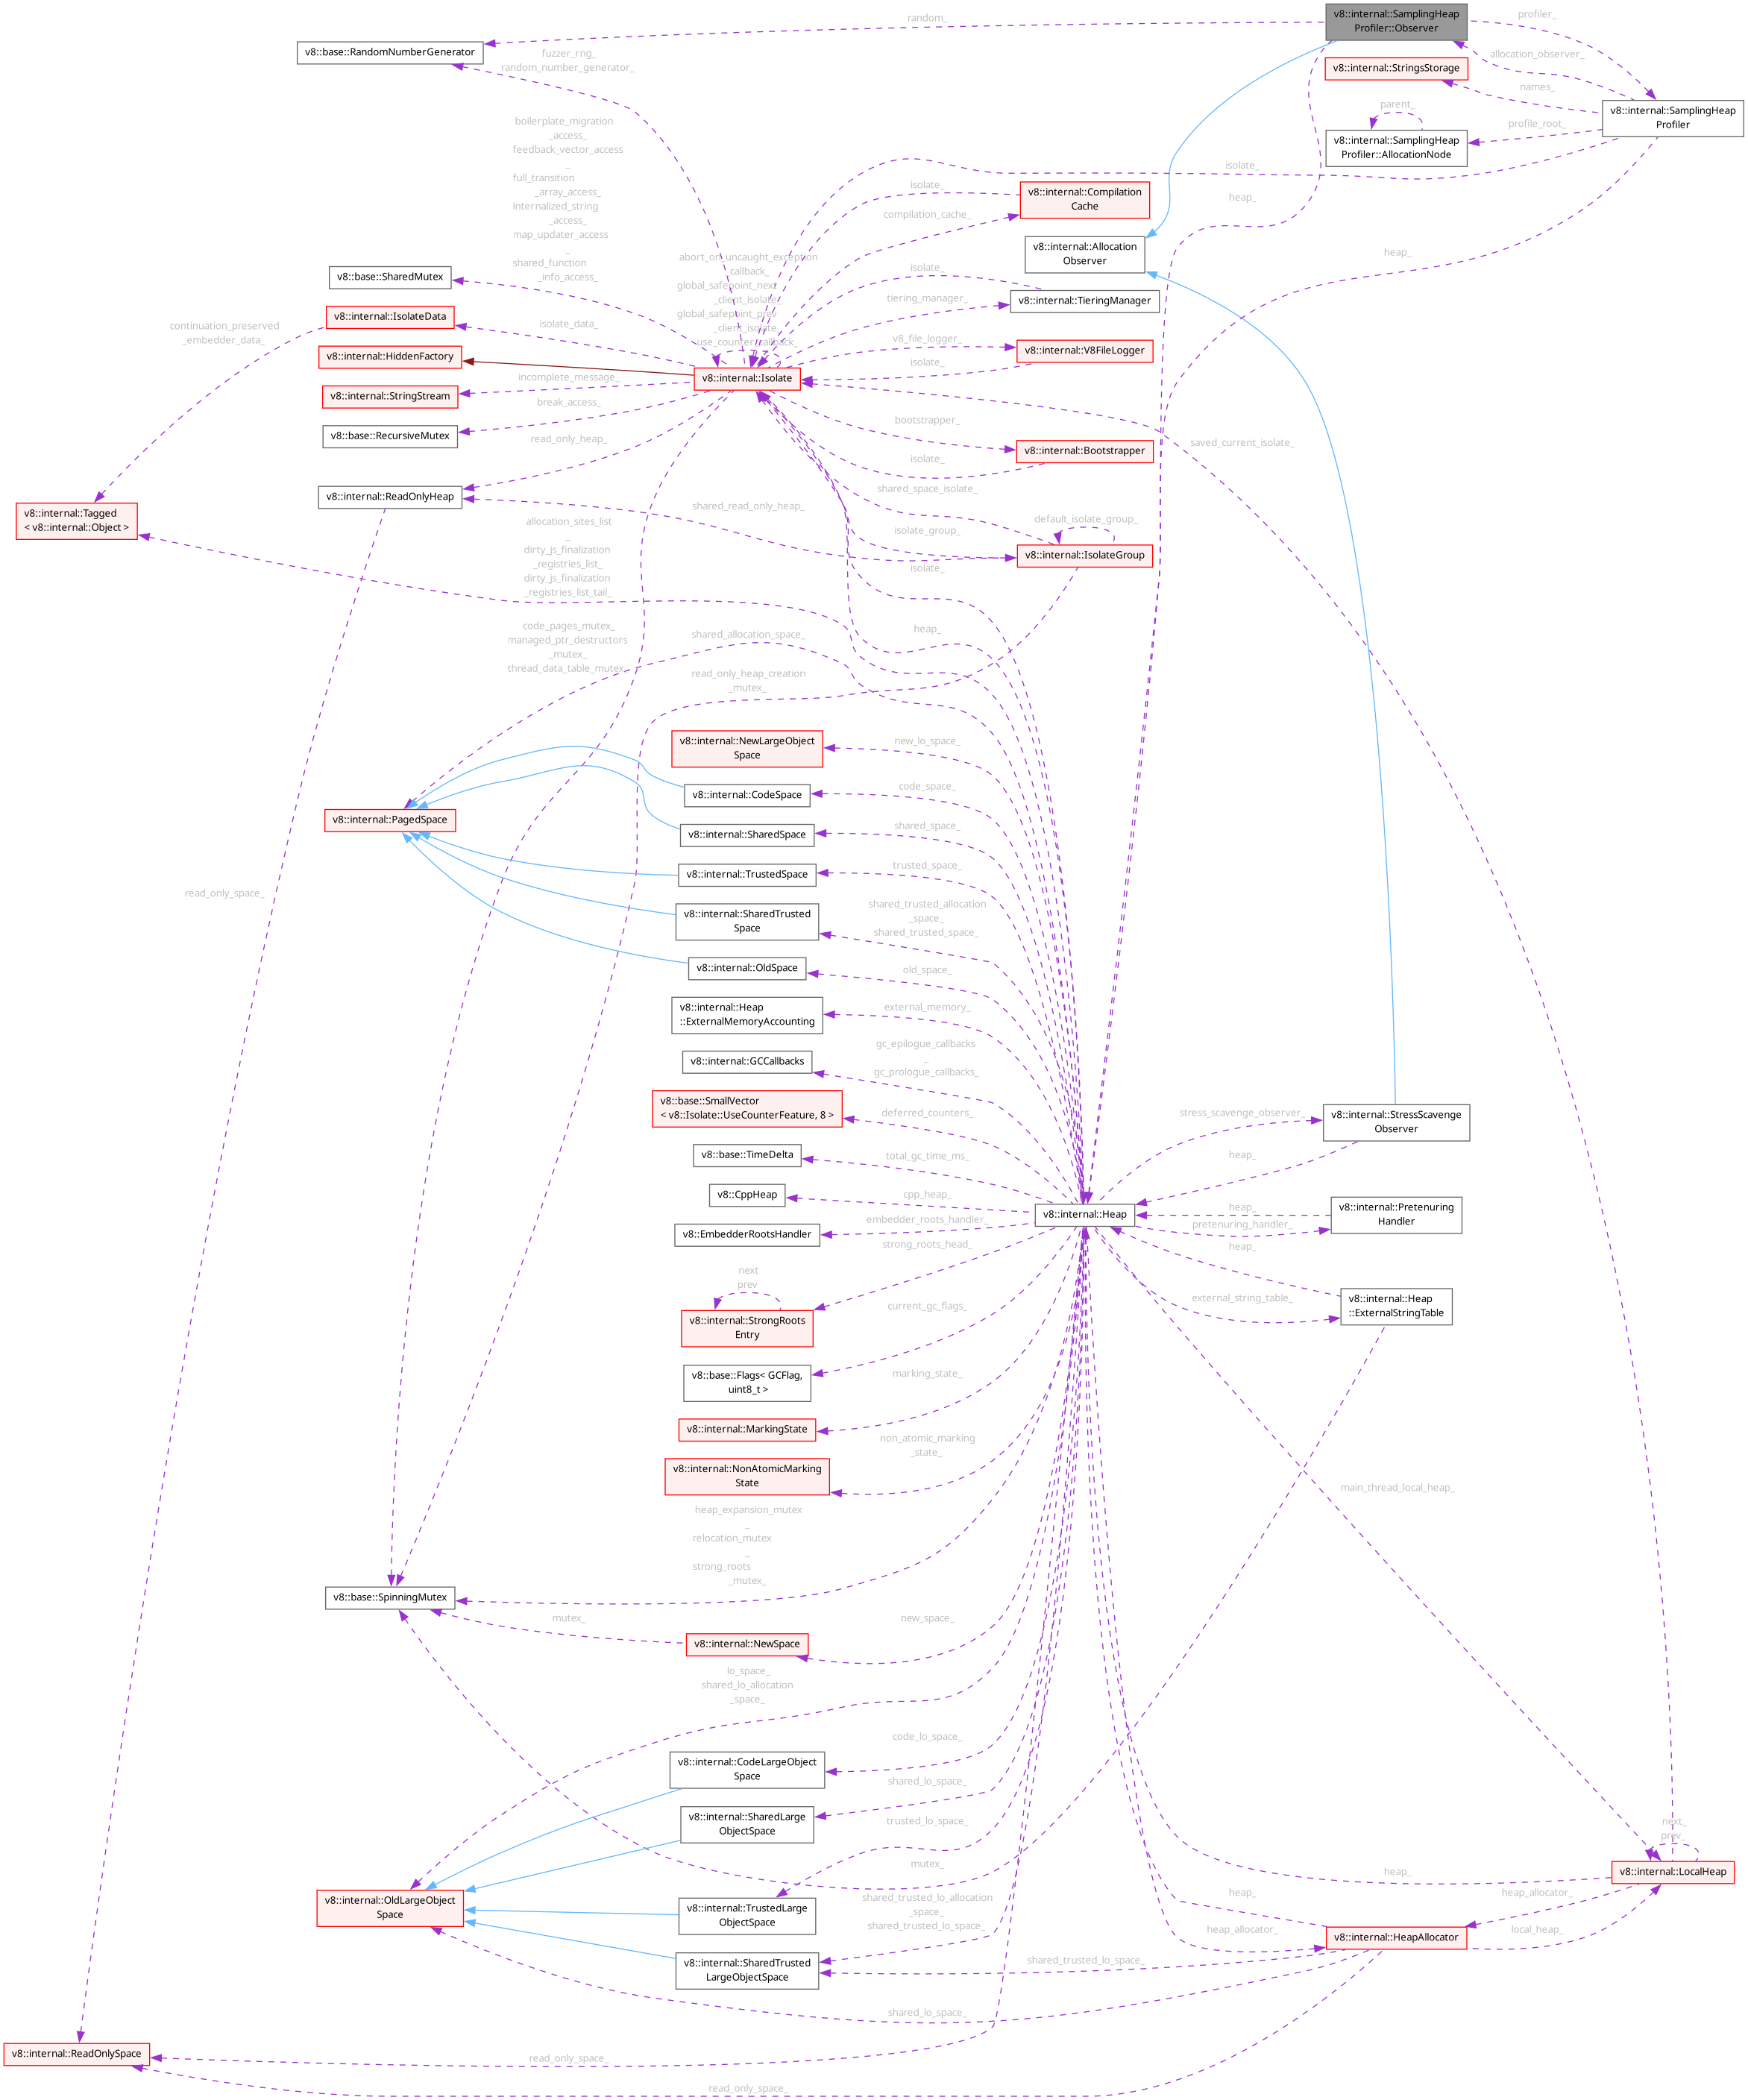 v8::internal::SamplingHeap
Profiler::Observer
random_
profiler_
v8::base::RandomNumberGenerator
fuzzer_rng_
random_number_generator_
allocation_observer_
v8::internal::StringsStorage
names_
v8::internal::SamplingHeap
Profiler
parent_
profile_root_
v8::internal::SamplingHeap
Profiler::AllocationNode
boilerplate_migration
_access_
feedback_vector_access
_
full_transition
_array_access_
internalized_string
_access_
map_updater_access
_
shared_function
_info_access_
isolate_
isolate_
v8::internal::Compilation
Cache
heap_
compilation_cache_
v8::internal::Allocation
Observer
heap_
abort_on_uncaught_exception
_callback_
global_safepoint_next
_client_isolate_
global_safepoint_prev
_client_isolate_
use_counter_callback_
v8::base::SharedMutex
isolate_
v8::internal::TieringManager
tiering_manager_
v8::internal::IsolateData
isolate_data_
continuation_preserved
_embedder_data_
v8_file_logger_
v8::internal::V8FileLogger
v8::internal::HiddenFactory
isolate_
v8::internal::Isolate
incomplete_message_
v8::internal::StringStream
break_access_
v8::base::RecursiveMutex
bootstrapper_
v8::internal::Bootstrapper
read_only_heap_
isolate_
saved_current_isolate_
v8::internal::ReadOnlyHeap
shared_space_isolate_
v8::internal::Tagged
< v8::internal::Object >
shared_read_only_heap_
default_isolate_group_
isolate_group_
v8::internal::IsolateGroup
isolate_
allocation_sites_list
_
dirty_js_finalization
_registries_list_
dirty_js_finalization
_registries_list_tail_
code_pages_mutex_
managed_ptr_destructors
_mutex_
thread_data_table_mutex_
shared_allocation_space_
heap_
read_only_heap_creation
_mutex_
v8::internal::NewLargeObject
Space
new_lo_space_
v8::internal::CodeSpace
code_space_
v8::internal::PagedSpace
v8::internal::SharedSpace
shared_space_
v8::internal::TrustedSpace
trusted_space_
read_only_space_
v8::internal::SharedTrusted
Space
shared_trusted_allocation
_space_
shared_trusted_space_
v8::internal::OldSpace
old_space_
v8::internal::Heap
::ExternalMemoryAccounting
external_memory_
v8::internal::GCCallbacks
gc_epilogue_callbacks
_
gc_prologue_callbacks_
v8::base::SmallVector
< v8::Isolate::UseCounterFeature, 8 >
deferred_counters_
stress_scavenge_observer_
v8::internal::StressScavenge
Observer
v8::base::TimeDelta
total_gc_time_ms_
heap_
v8::CppHeap
cpp_heap_
v8::internal::Heap
heap_
v8::internal::Pretenuring
Handler
pretenuring_handler_
v8::EmbedderRootsHandler
embedder_roots_handler_
strong_roots_head_
heap_
next
prev
v8::internal::StrongRoots
Entry
external_string_table_
v8::internal::Heap
::ExternalStringTable
current_gc_flags_
v8::base::Flags< GCFlag,
uint8_t >
marking_state_
v8::internal::MarkingState
non_atomic_marking
_state_
v8::internal::NonAtomicMarking
State
main_thread_local_heap_
heap_expansion_mutex
_
relocation_mutex
_
strong_roots
_mutex_
v8::base::SpinningMutex
mutex_
v8::internal::NewSpace
new_space_
lo_space_
shared_lo_allocation
_space_
code_lo_space_
v8::internal::CodeLargeObject
Space
shared_lo_space_
v8::internal::SharedLarge
ObjectSpace
trusted_lo_space_
next_
prev_
mutex_
heap_
v8::internal::LocalHeap
v8::internal::OldLargeObject
Space
v8::internal::TrustedLarge
ObjectSpace
shared_trusted_lo_allocation
_space_
shared_trusted_lo_space_
heap_
heap_allocator_
heap_allocator_
v8::internal::HeapAllocator
local_heap_
v8::internal::SharedTrusted
LargeObjectSpace
shared_trusted_lo_space_
shared_lo_space_
v8::internal::ReadOnlySpace
read_only_space_
read_only_space_